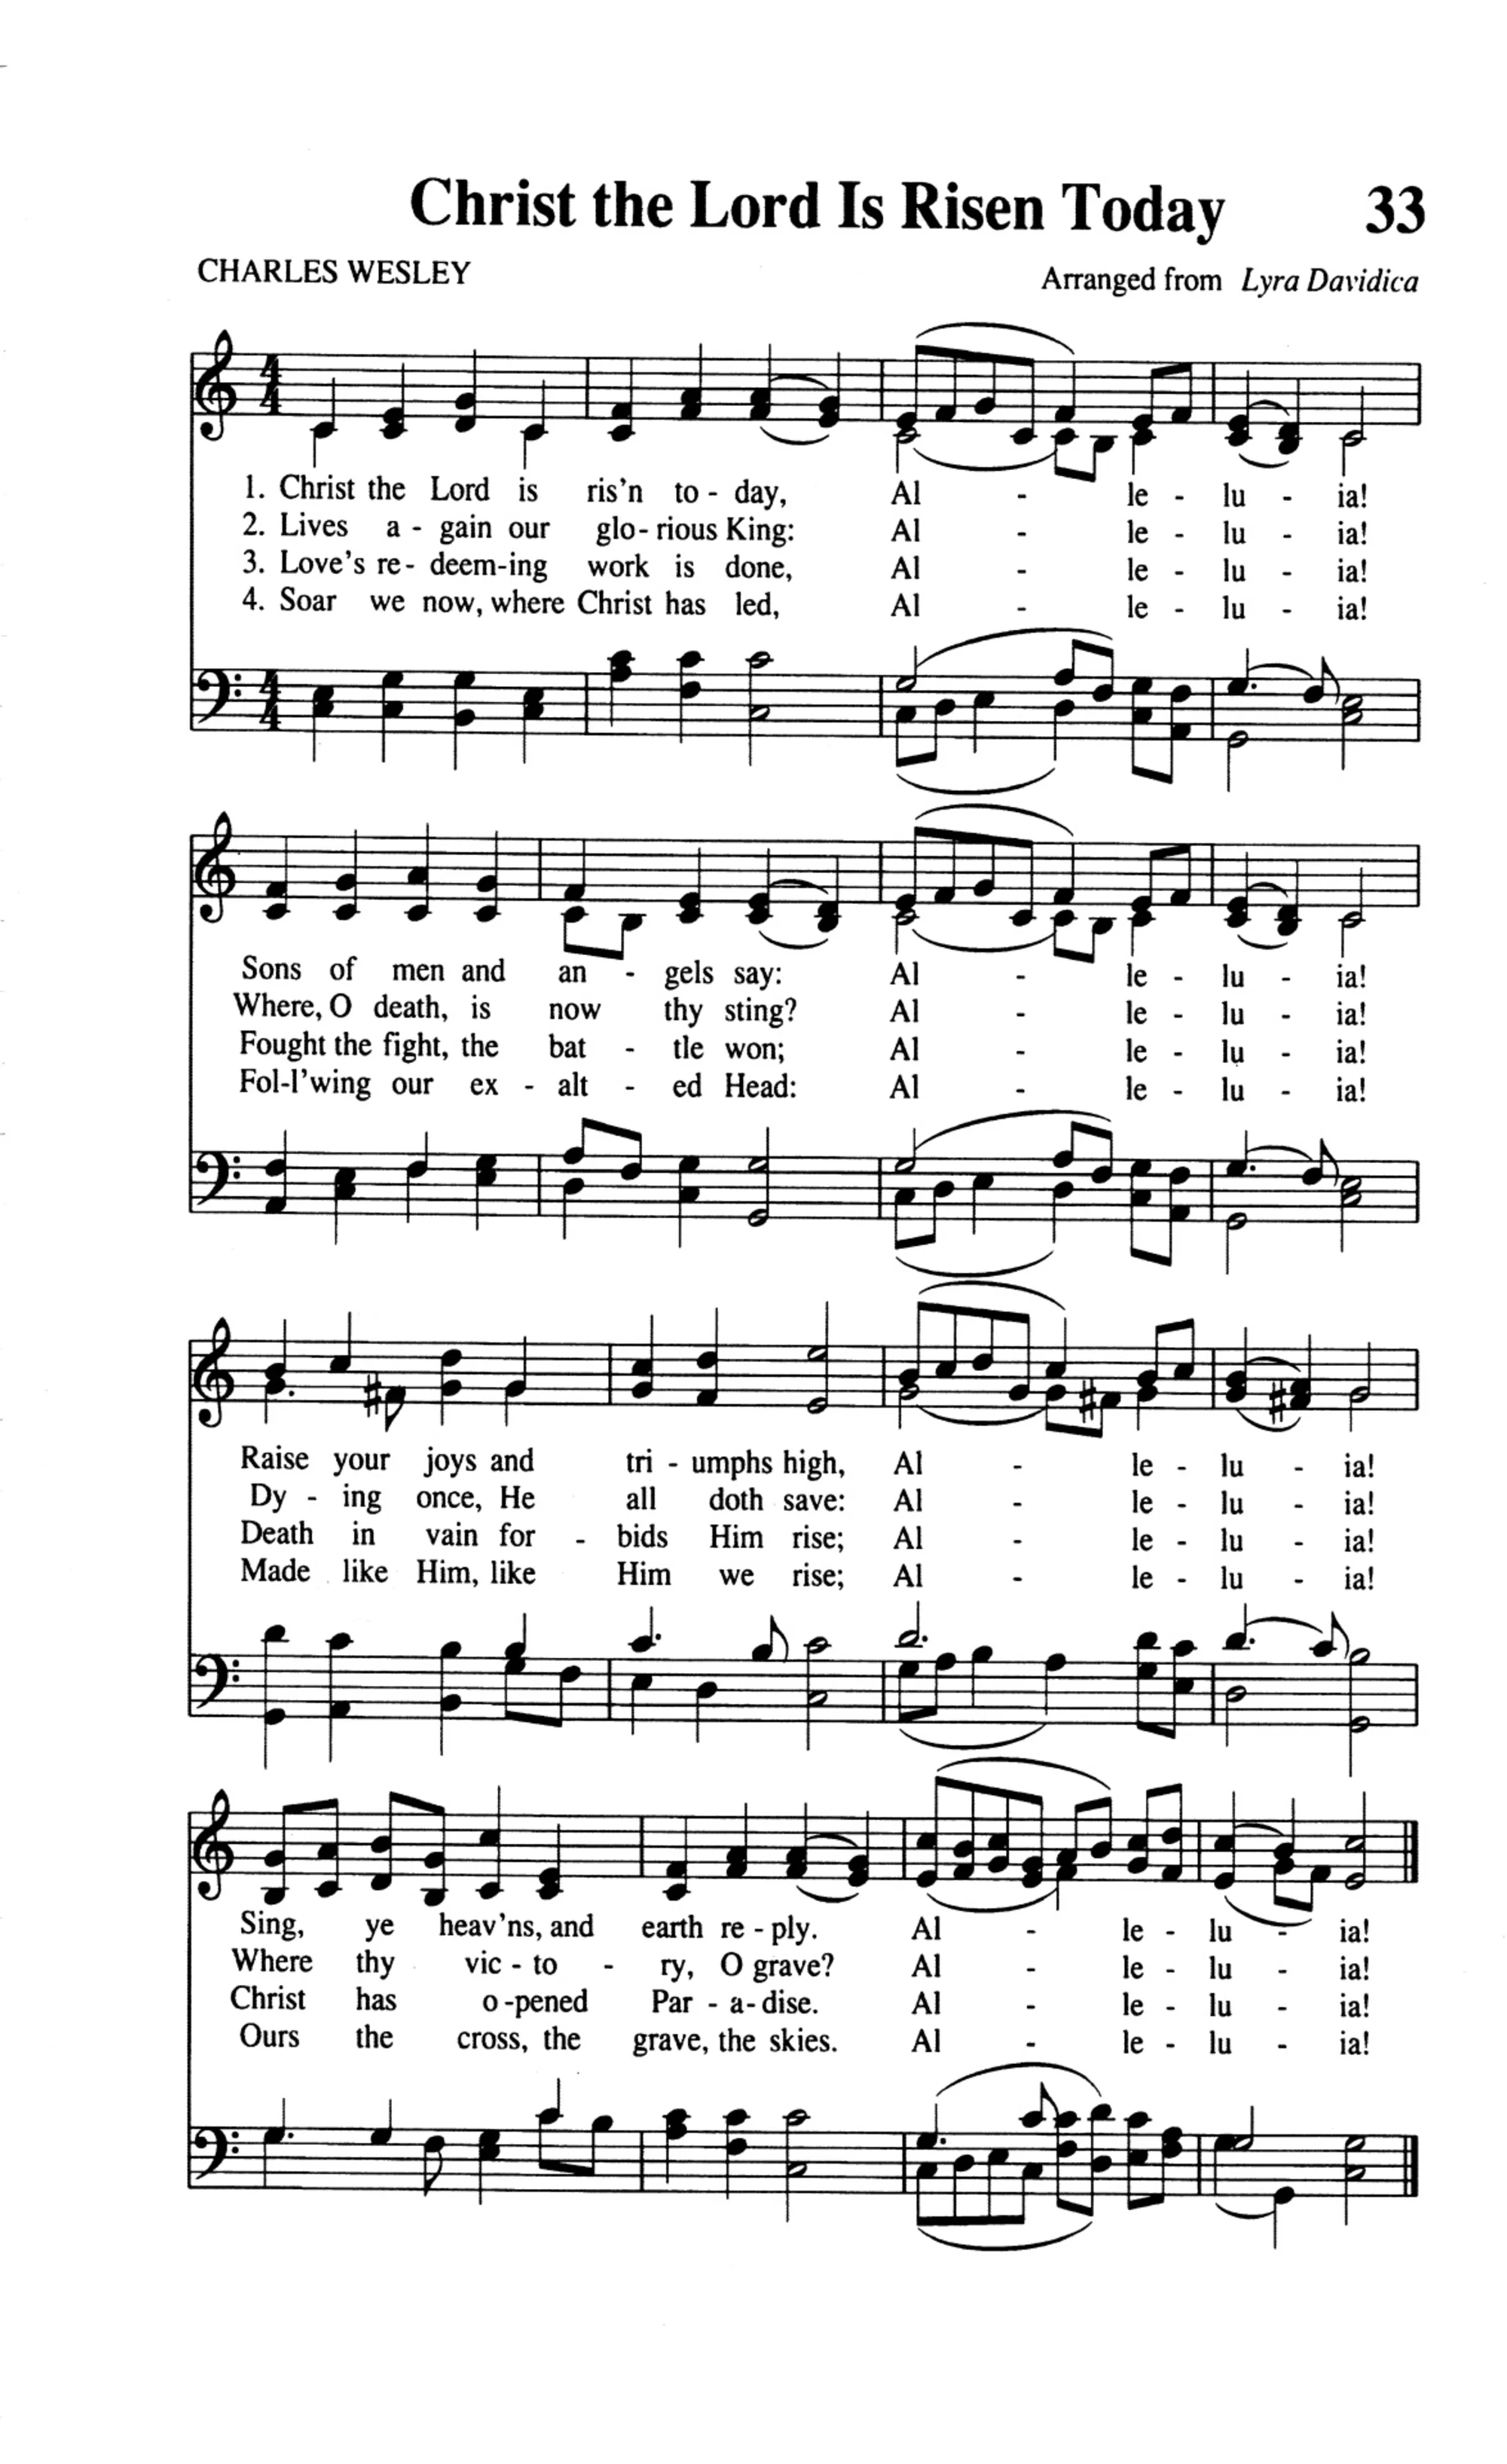 Christ the Lord Is Risen Today 33
CHARLES WESLEY Arranged from Lyra Davidica
4 4
1. Christ the Lord is ris'n to - day, Al - le - lu - ia!
2. Lives a - gain our glo - rious King: Al - le - lu - ia!
3. Love's re - deem - ing work is done, Al - le - lu - ia!
4. Soar we now, where Christ has led, Al - le - lu - ia!
4 4
Sons of men and an - gels say: Al - le - lu - ia!
Where, O death, is now thy sting? Al - le - lu - ia!
Fought the fight, the bat - tle won; Al - le - lu - ia!
Fol-l'wing our ex - alt - ed Head: Al - le - lu - ia!
Raise your joys and tri - umphs high, Al - le - lu - ia!
Dy - ing once, He all doth save: Al - le - lu - ia!
Death in vain for - bids Him rise; Al - le - lu - ia!
Made like Him, like Him we rise; Al - le - lu - ia!
Sing, ye heav'ns, and earth re - ply. Al - le - lu - ia!
Where thy vic - to - ry, O grave? Al - le - lu - ia!
Christ has o - pened Par - a - dise. Al - le - lu - ia!
Ours the cross, the grave, the skies. Al - le - lu - ia!